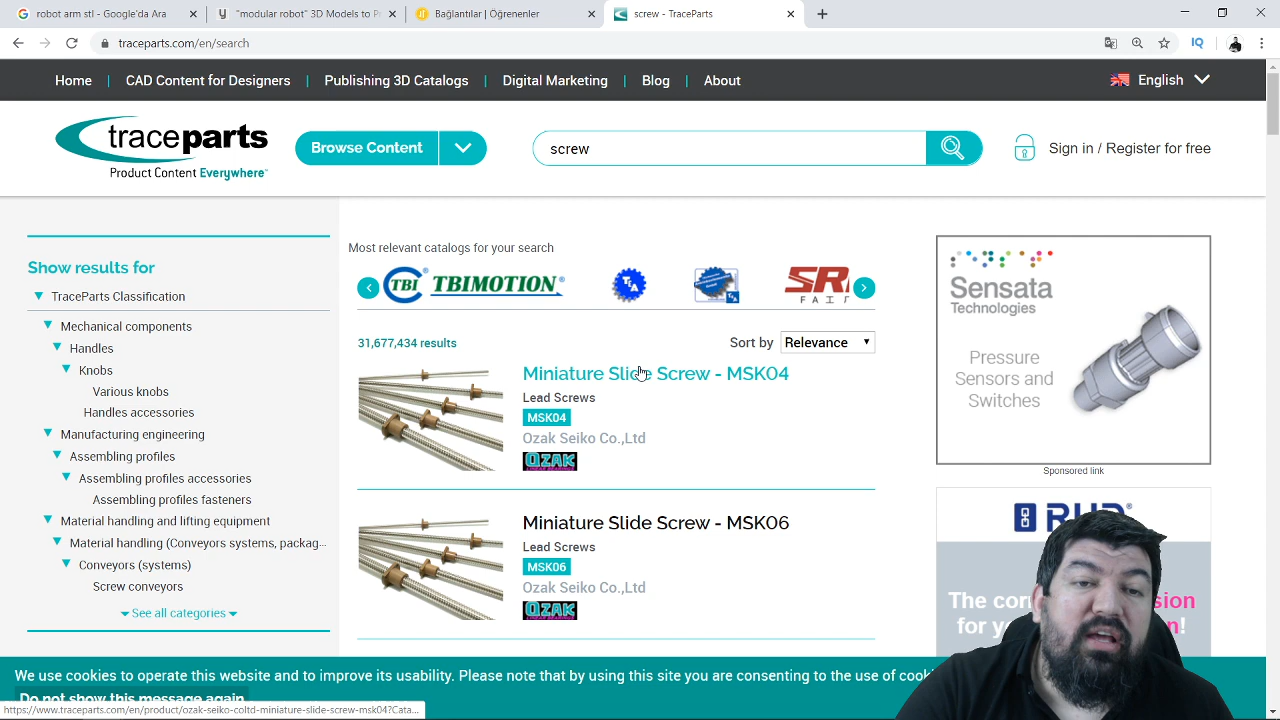 robot arm stl - Google'da Ara
"modular robot" 3D Models to P
Bağlantılar | Öğrenenler
screw - TraceParts
traceparts.com/en/search
IQ
Home | CAD Content for Designers | Publishing 3D Catalogs | Digital Marketing | Blog | About
English
traceparts
Product Content Everywhere
Browse Content
screw
Sign in / Register for free
Show results for
TraceParts Classification
Mechanical components
Handles
Knobs
Various knobs
Handles accessories
Manufacturing engineering
Assembling profiles
Assembling profiles accessories
Assembling profiles fasteners
Material handling and lifting equipment
Material handling (Conveyors systems, packag...
Conveyors (systems)
Screw conveyors
See all categories
Most relevant catalogs for your search
TBI TBIMOTION
31,677,434 results
Sort by Relevance
Miniature Slide Screw - MSK04
Lead Screws
MSK04
Ozak Seiko Co.,Ltd
OZAK
Miniature Slide Screw - MSK06
Lead Screws
MSK06
Ozak Seiko Co.,Ltd
OZAK
Sensata
Technologies
Pressure
Sensors and
Switches
Sponsored link
We use cookies to operate this website and to improve its usability. Please note that by using this site you are consenting to the use of
Do not show this message again
https://www.traceparts.com/en/product/ozak-seiko-coltd-miniature-slide-screw-msk04?Cata...